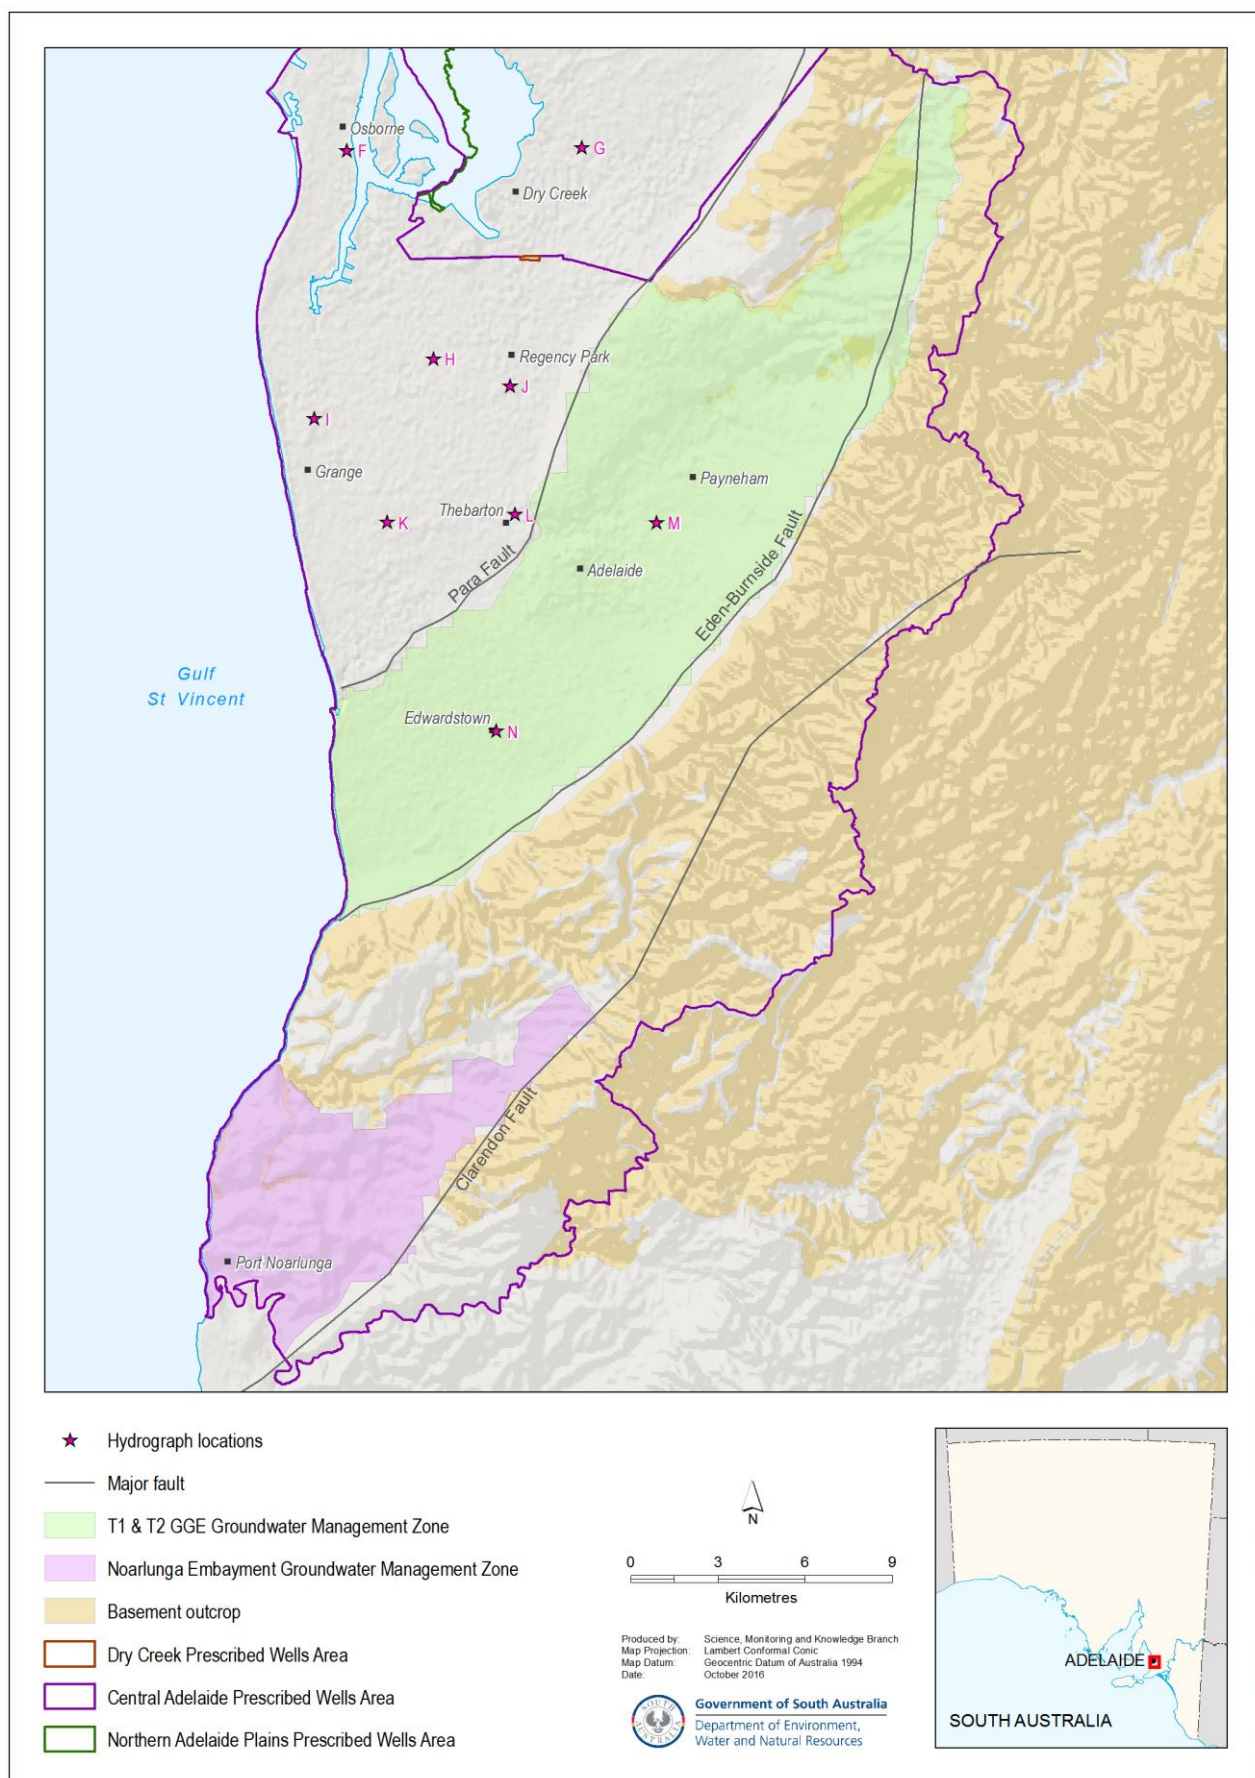 Osborne
F
G
Dry Creek
H
Regency Park
J
I
Grange
Payneham
Thebarton
L
K
M
Para Fault
Adelaide
Eden-Burnside Fault
Gulf
St Vincent
Edwardstown
N
Clarendon Fault
Port Noarlunga
Hydrograph locations
Major fault
T1 & T2 GGE Groundwater Management Zone
Noarlunga Embayment Groundwater Management Zone
Basement outcrop
Dry Creek Prescribed Wells Area
Central Adelaide Prescribed Wells Area
Northern Adelaide Plains Prescribed Wells Area
N
0 3 6 9
Kilometres
Produced by: Science, Monitoring and Knowledge Branch
Map Projection: Lambert Conformal Conic
Map Datum: Geocentric Datum of Australia 1994
Date: October 2016
SOUTH AUSTRALIA
Government of South Australia
Department of Environment,
Water and Natural Resources
ADELAIDE
SOUTH AUSTRALIA